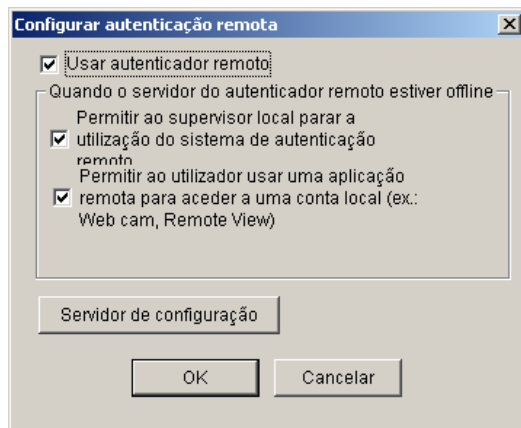 Configurar autenticação remota
Usar autenticador remoto
Quando o servidor do autenticador remoto estiver offline
Permitir ao supervisor local parar a
utilização do sistema de autenticação
remoto
Permitir ao utilizador usar uma aplicação
remota para aceder a uma conta local (ex.:
Web cam, Remote View)
Servidor de configuração
OK
Cancelar